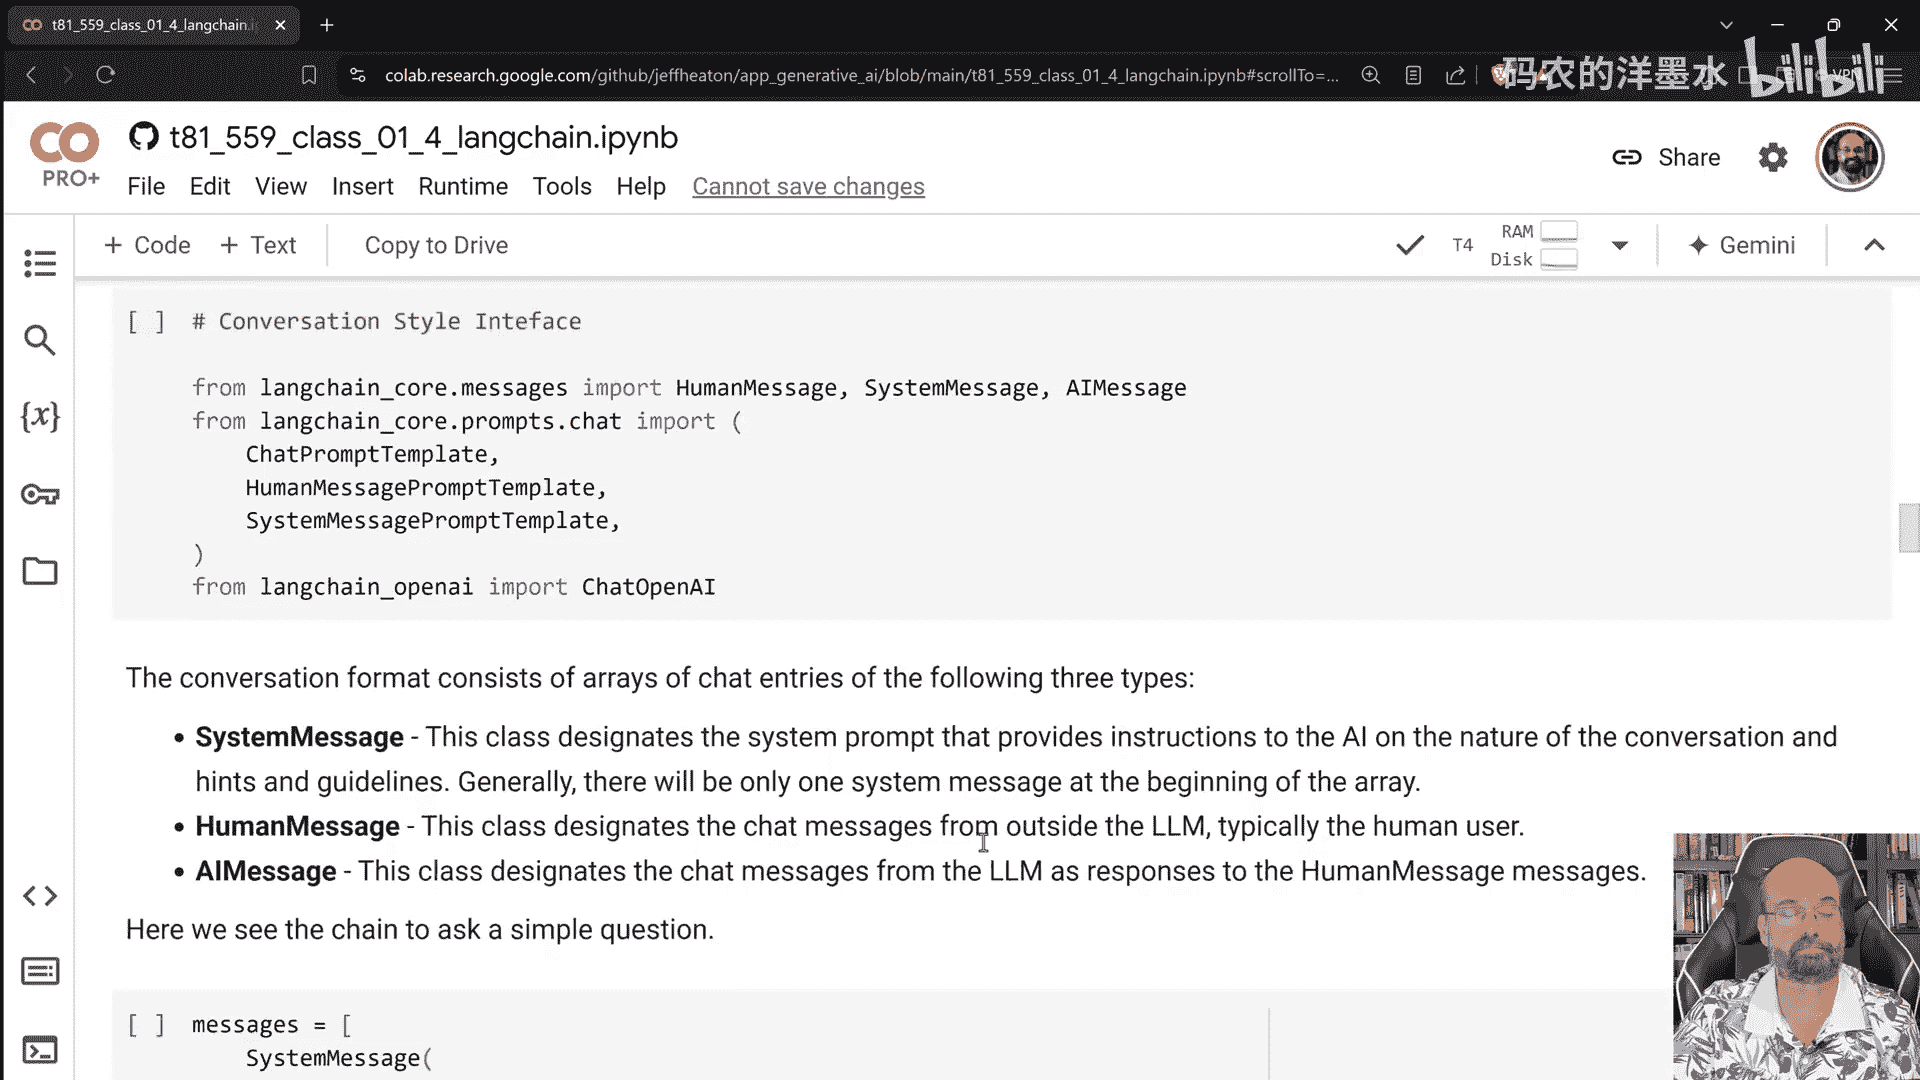 t81_559_class_01_4_langchain.i
colab.research.google.com/github/jeffheaton/app_generative_ai/blob/main/t81_559_class_01_4_langchain.ipynb#scrollTo=...
码农的洋墨水 bilibili
CO
PRO+
t81_559_class_01_4_langchain.ipynb
File Edit View Insert Runtime Tools Help Cannot save changes
Share
+ Code + Text Copy to Drive
T4
RAM
Disk
Gemini
[ ] # Conversation Style Inteface
from langchain_core.messages import HumanMessage, SystemMessage, AIMessage
from langchain_core.prompts.chat import (
ChatPromptTemplate,
HumanMessagePromptTemplate,
SystemMessagePromptTemplate,
)
from langchain_openai import ChatOpenAI
The conversation format consists of arrays of chat entries of the following three types:
• SystemMessage - This class designates the system prompt that provides instructions to the AI on the nature of the conversation and
hints and guidelines. Generally, there will be only one system message at the beginning of the array.
• HumanMessage - This class designates the chat messages from outside the LLM, typically the human user.
• AIMessage - This class designates the chat messages from the LLM as responses to the HumanMessage messages.
Here we see the chain to ask a simple question.
[ ] messages = [
SystemMessage(